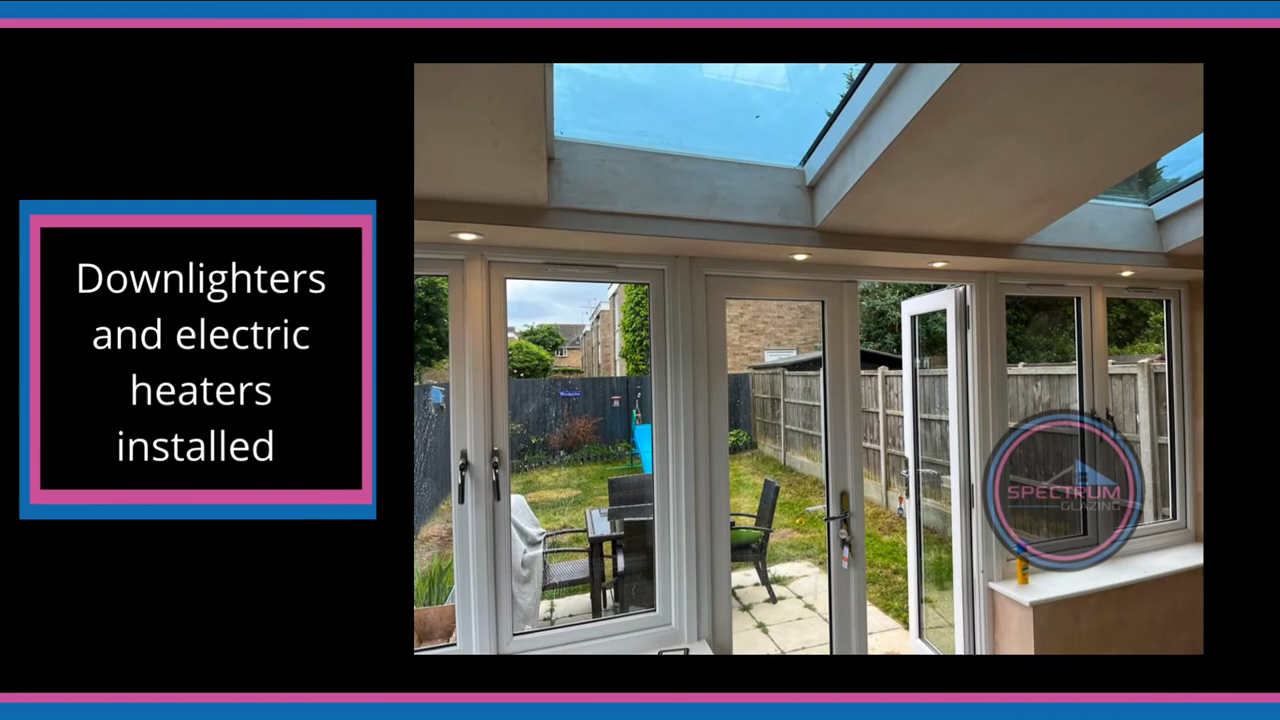 Downlighters
and electric
heaters
installed
SPECTRUM
GLAZING